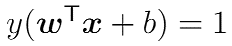 y(𝒘ᵀ𝒙 + b) = 1